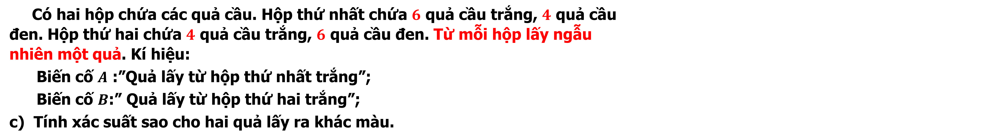 Có hai hộp chứa các quả cầu. Hộp thứ nhất chứa 6 quả cầu trắng, 4 quả cầu
đen. Hộp thứ hai chứa 4 quả cầu trắng, 6 quả cầu đen. Từ mỗi hộp lấy ngẫu
nhiên một quả. Kí hiệu:
Biến cố A :"Quả lấy từ hộp thứ nhất trắng";
Biến cố B:" Quả lấy từ hộp thứ hai trắng";
c) Tính xác suất sao cho hai quả lấy ra khác màu.